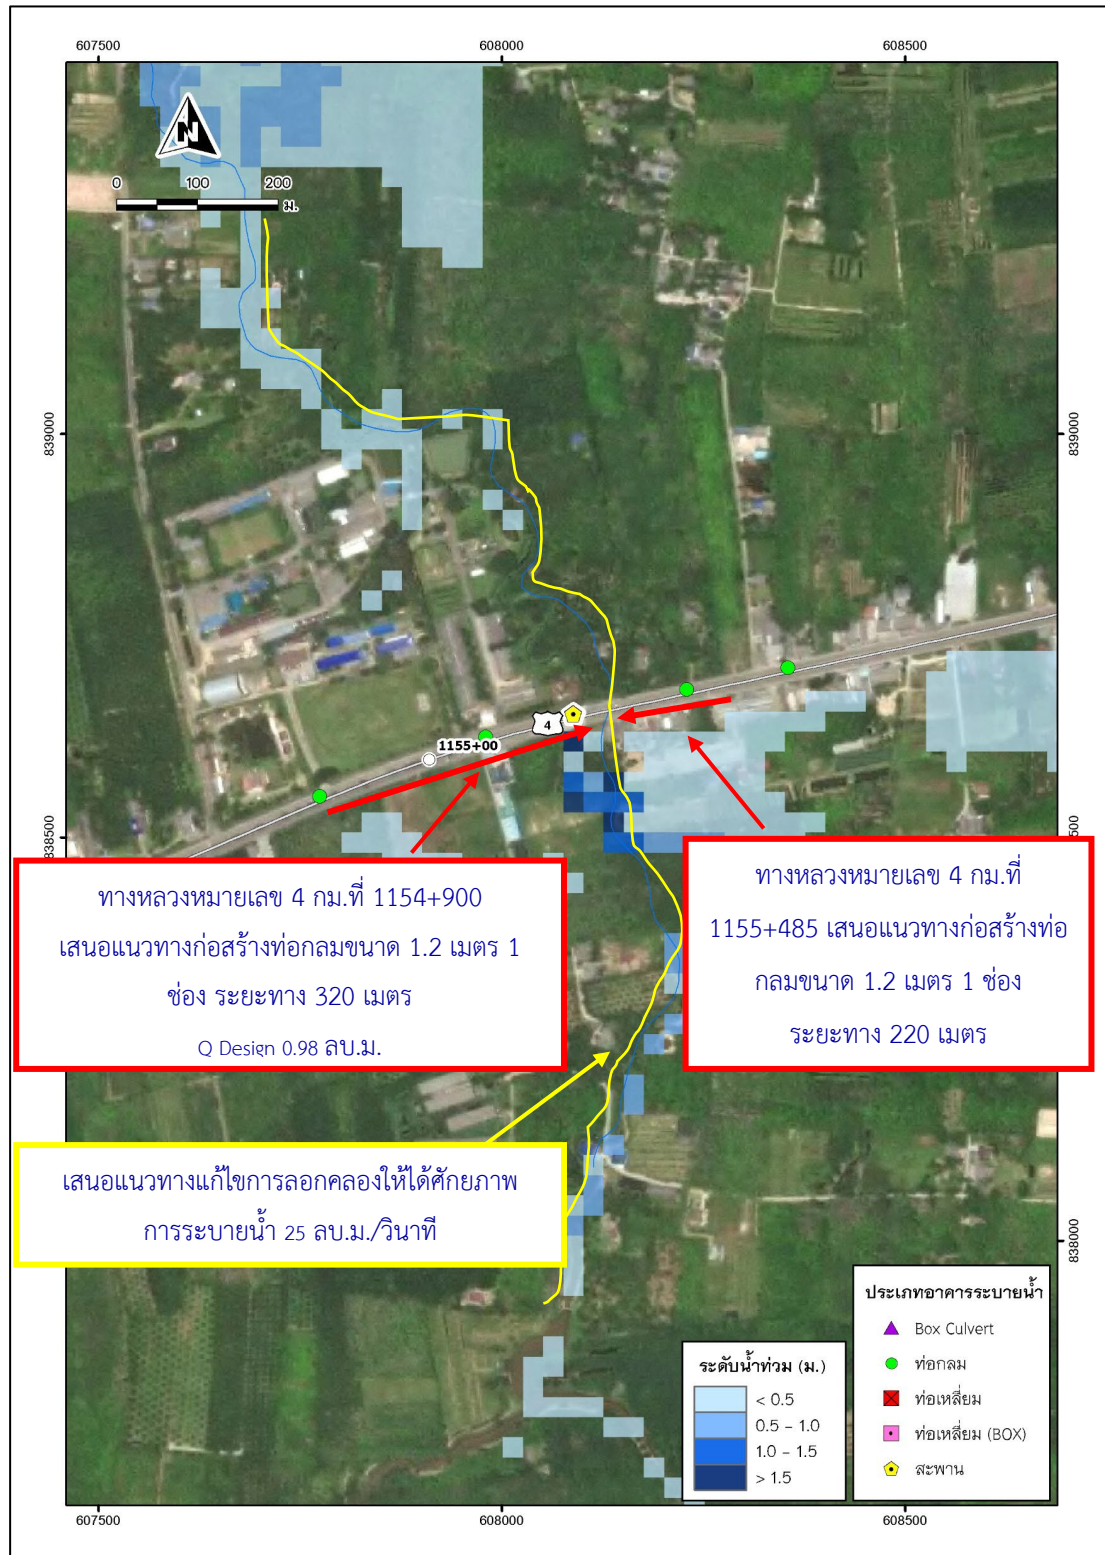 607500
608000
608500
N
0 100 200
ม.
839000
839000
4
1155+00
838500
500
ทางหลวงหมายเลข 4 กม.ที่ 1154+900
เสนอแนวทางก่อสร้างท่อกลมขนาด 1.2 เมตร 1
ช่อง ระยะทาง 320 เมตร
Q Design 0.98 ลบ.ม.
ทางหลวงหมายเลข 4 กม.ที่
1155+485 เสนอแนวทางก่อสร้างท่อ
กลมขนาด 1.2 เมตร 1 ช่อง
ระยะทาง 220 เมตร
เสนอแนวทางแก้ไขการลอกคลองให้ได้ศักยภาพ
การระบายน้ำ 25 ลบ.ม./วินาที
838000
ระดับน้ำท่วม (ม.)
< 0.5
0.5 - 1.0
1.0 - 1.5
> 1.5
ประเภทอาคารระบายน้ำ
Box Culvert
ท่อกลม
ท่อเหลี่ยม
ท่อเหลี่ยม (BOX)
สะพาน
607500
608000
608500